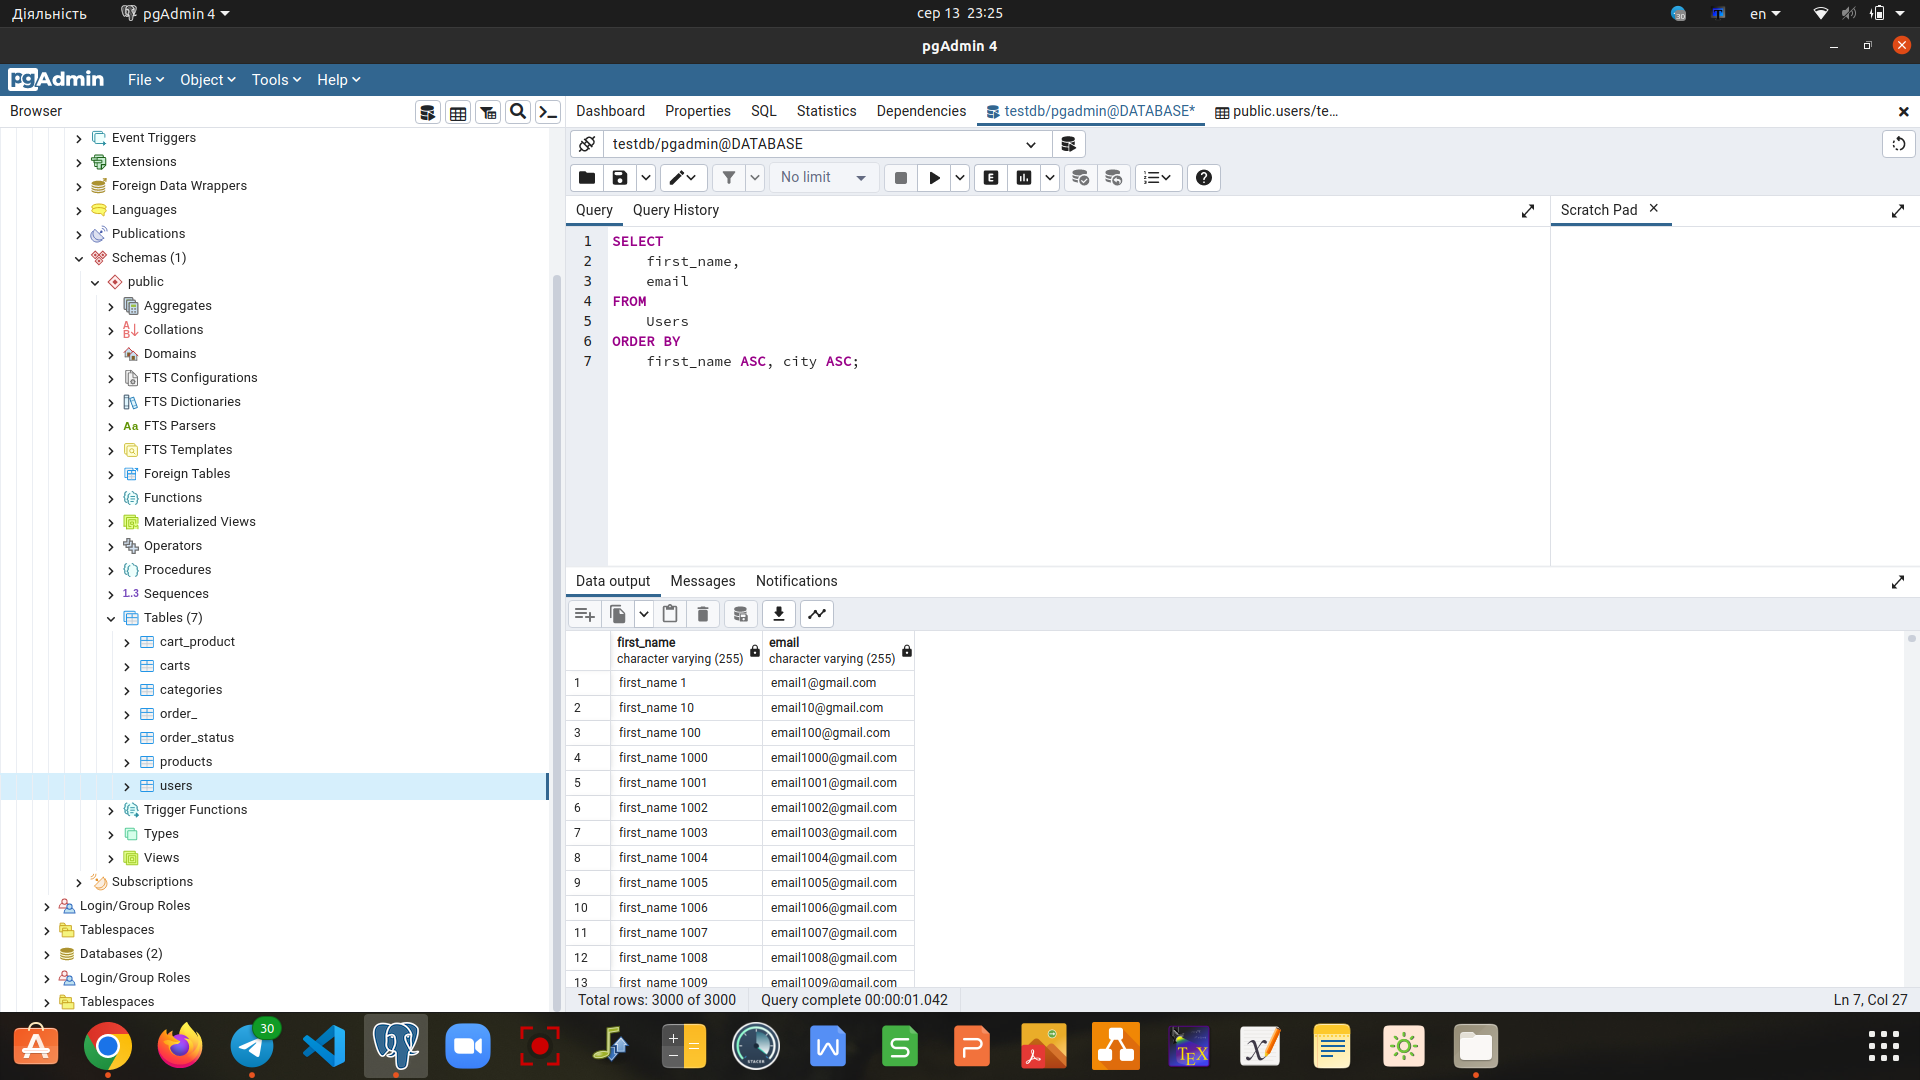 Діяльність
pgAdmin 4
сер 13 23:25
30
en
pgAdmin 4
pgAdmin
File
Object
Tools
Help
Browser
Dashboard
Properties
SQL
Statistics
Dependencies
testdb/pgadmin@DATABASE*
public.users/te...
testdb/pgadmin@DATABASE
No limit
E
Query
Query History
Scratch Pad
Event Triggers
Extensions
Foreign Data Wrappers
Languages
Publications
Schemas (1)
public
Aggregates
Collations
Domains
FTS Configurations
FTS Dictionaries
Aa FTS Parsers
FTS Templates
Foreign Tables
Functions
Materialized Views
Operators
Procedures
1.3 Sequences
Tables (7)
cart_product
carts
categories
order_
order_status
products
users
Trigger Functions
Types
Views
Subscriptions
Login/Group Roles
Tablespaces
Databases (2)
Login/Group Roles
Tablespaces
1 SELECT
2 first_name,
3 email
4 FROM
5 Users
6 ORDER BY
7 first_name ASC, city ASC;
Data output
Messages
Notifications
first_name
character varying (255)
email
character varying (255)
1 first_name 1 email1@gmail.com
2 first_name 10 email10@gmail.com
3 first_name 100 email100@gmail.com
4 first_name 1000 email1000@gmail.com
5 first_name 1001 email1001@gmail.com
6 first_name 1002 email1002@gmail.com
7 first_name 1003 email1003@gmail.com
8 first_name 1004 email1004@gmail.com
9 first_name 1005 email1005@gmail.com
10 first_name 1006 email1006@gmail.com
11 first_name 1007 email1007@gmail.com
12 first_name 1008 email1008@gmail.com
13 first_name 1009 email1009@gmail.com
Total rows: 3000 of 3000
Query complete 00:00:01.042
Ln 7, Col 27
30
STACER
W
S
P
TEX
X